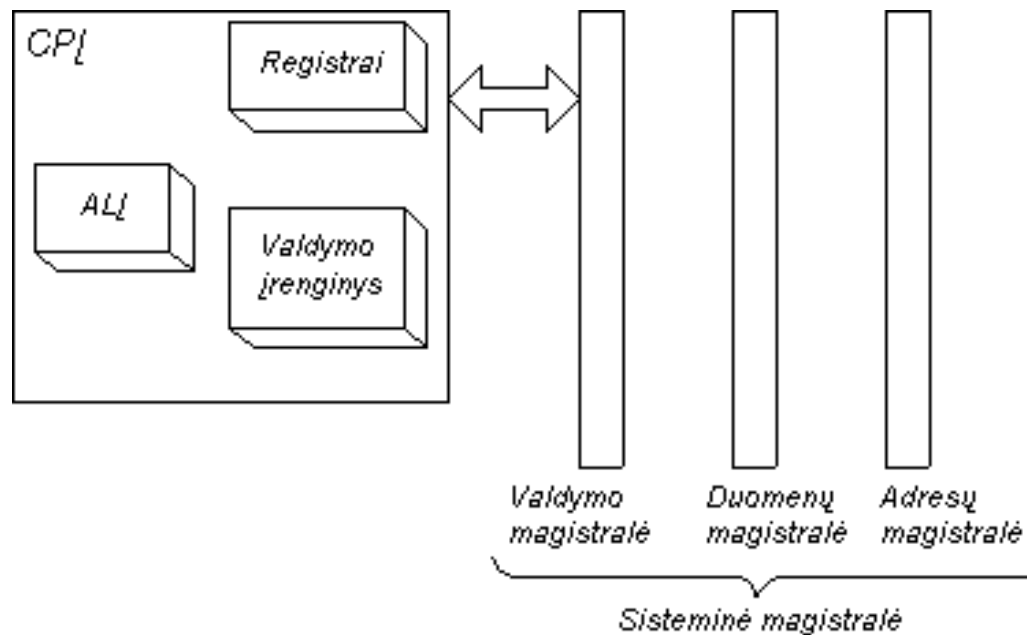 CPĮ
Registrai
ALĮ
Valdymo
įrenginys
Valdymo
magistralė
Duomenų
magistralė
Adresų
magistralė
Sisteminė magistralė